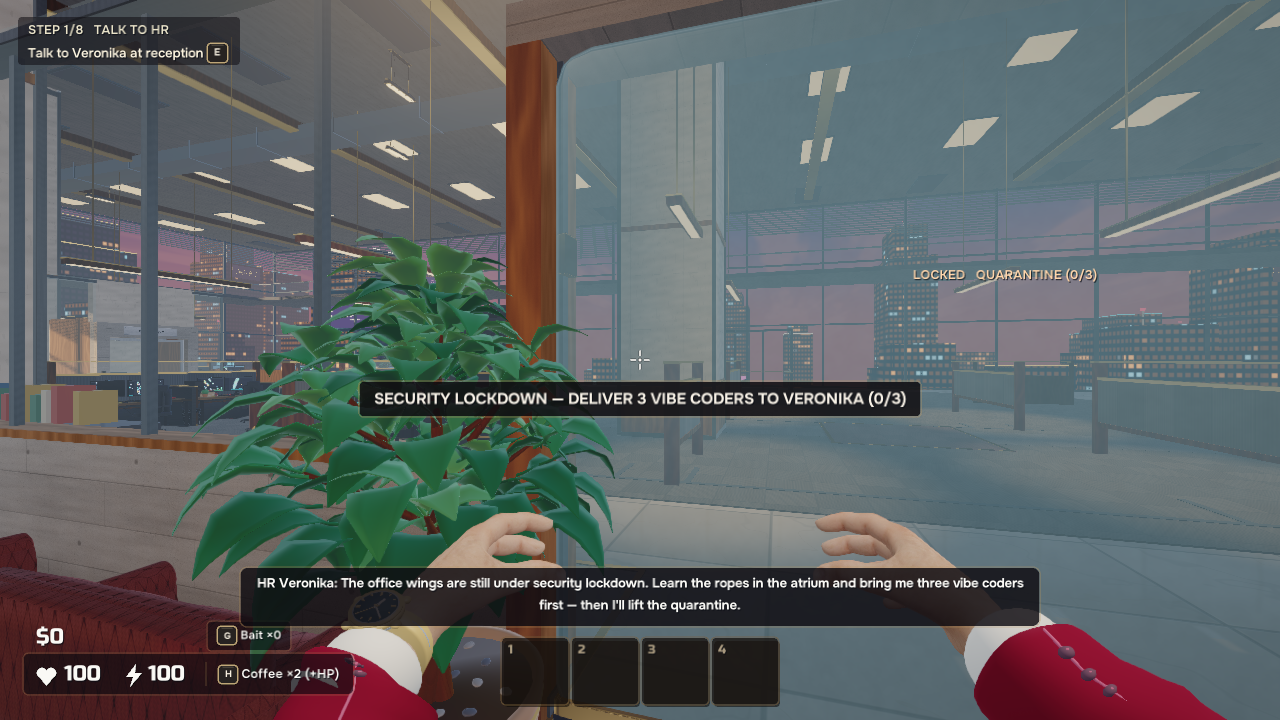 STEP 1/8 TALK TO HR
Talk to Veronika at reception E
LOCKED QUARANTINE (0/3)
SECURITY LOCKDOWN — DELIVER 3 VIBE CODERS TO VERONIKA (0/3)
HR Veronika: The office wings are still under security lockdown. Learn the ropes in the atrium and bring me three vibe coders
first — then I'll lift the quarantine.
$0
G Bait ×0
100
100
H Coffee ×2 (+HP)
1
2
3
4